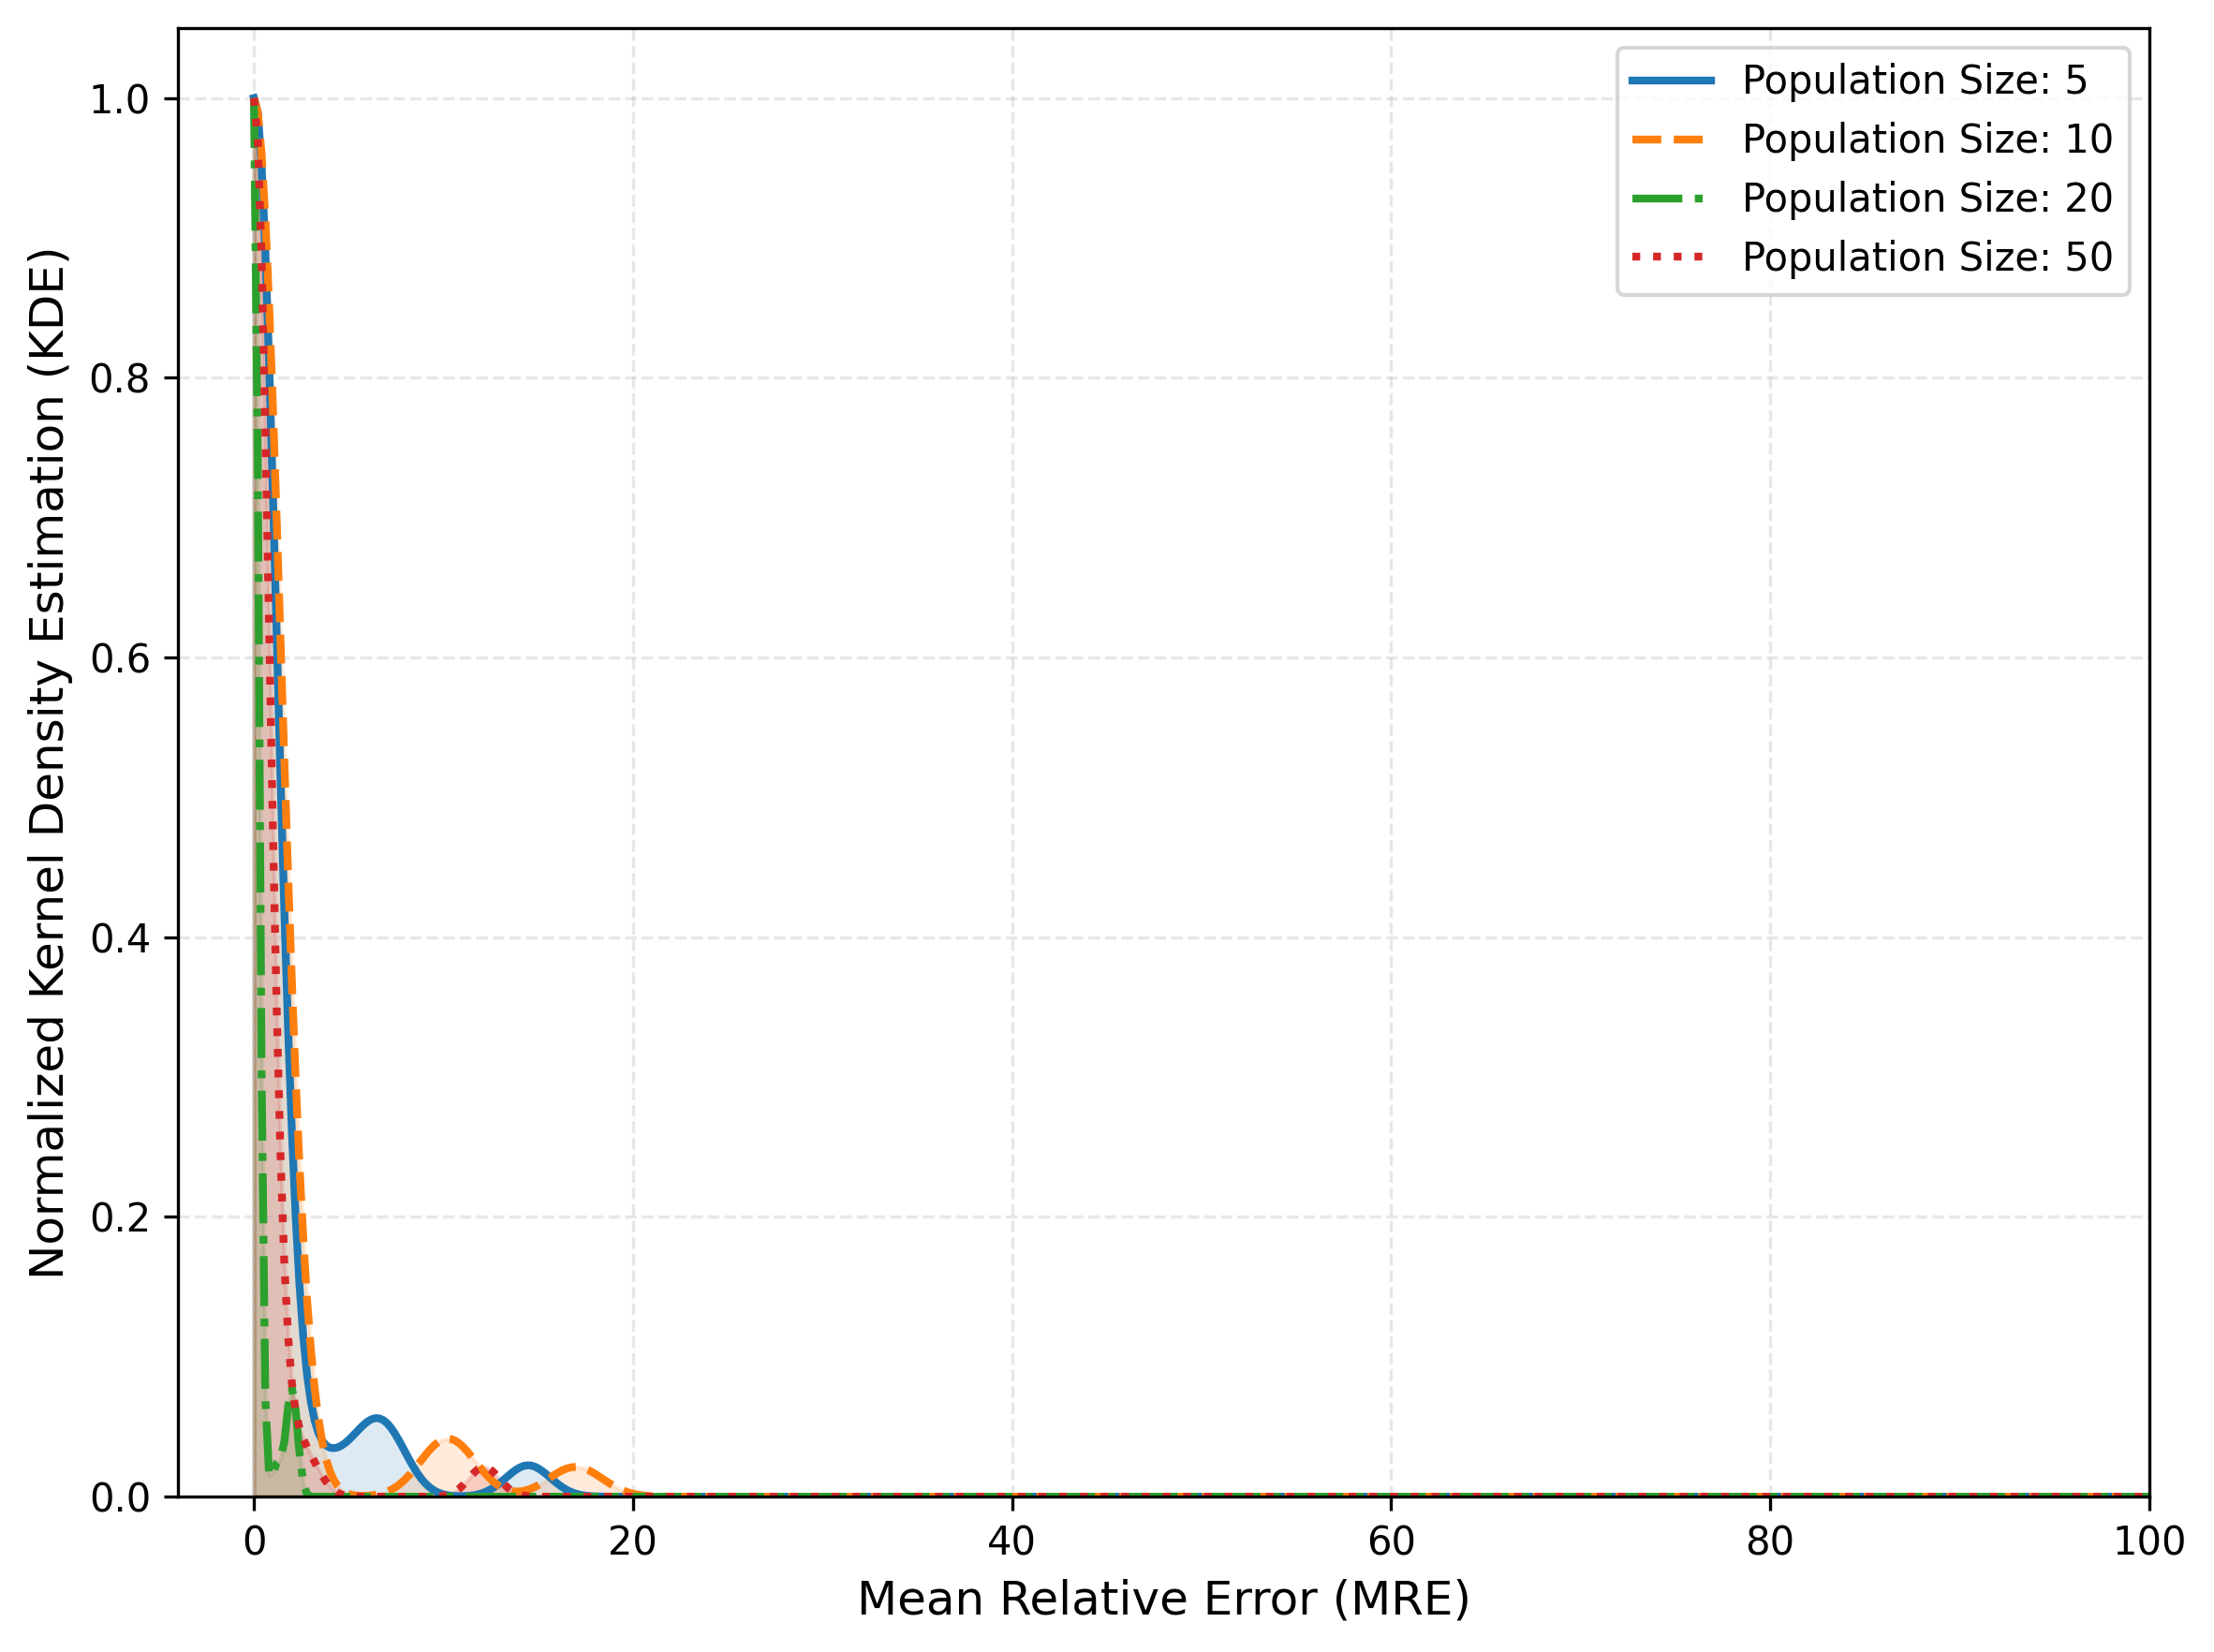 Normalized Kernel Density Estimation (KDE)
1.0
0.8
0.6
0.4
0.2
0.0
Population Size: 5
Population Size: 10
Population Size: 20
Population Size: 50
0 20 40 60 80 100
Mean Relative Error (MRE)